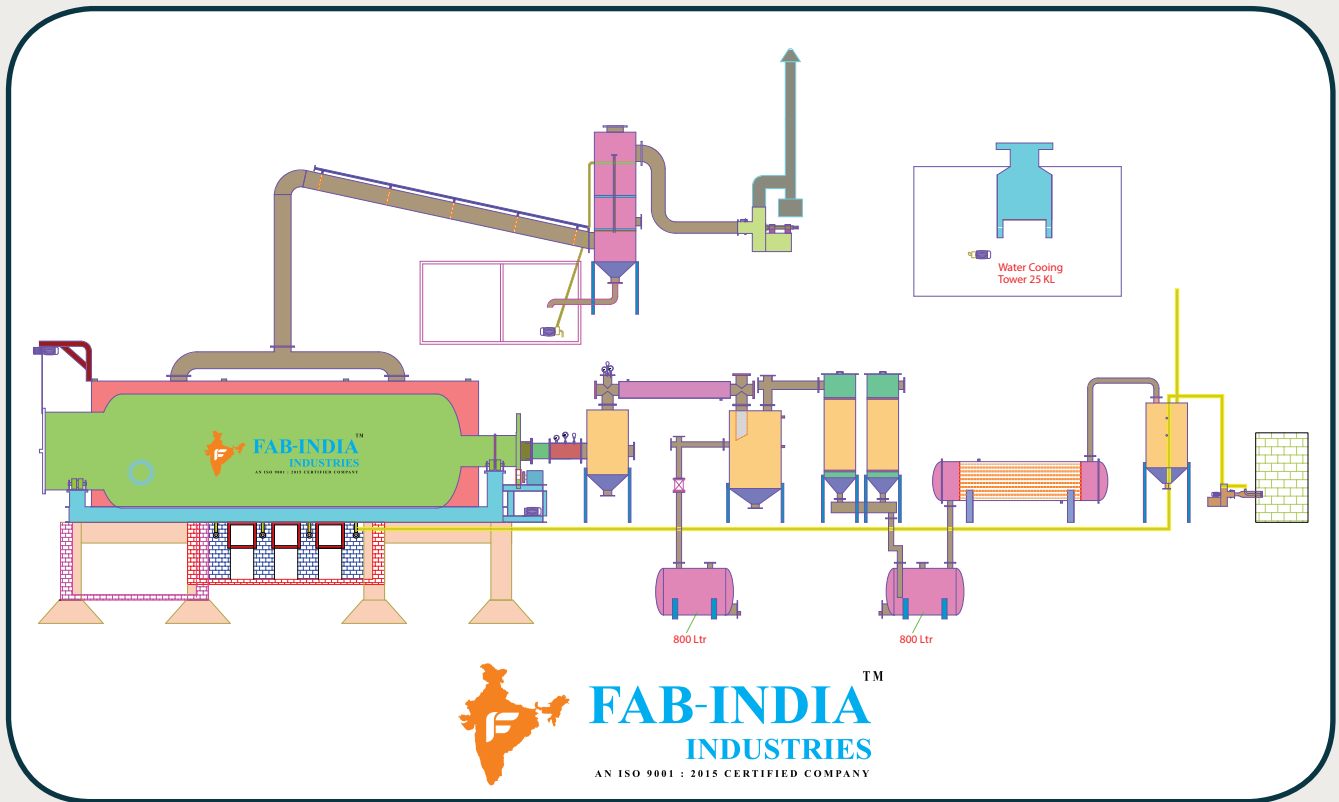 Water Cooing
Tower 25 KL
TM
FAB-INDIA
INDUSTRIES
AN ISO 9001 : 2015 CERTIFIED COMPANY
800 Ltr
800 Ltr
TM
F
FAB-INDIA
INDUSTRIES
AN ISO 9001 : 2015 CERTIFIED COMPANY